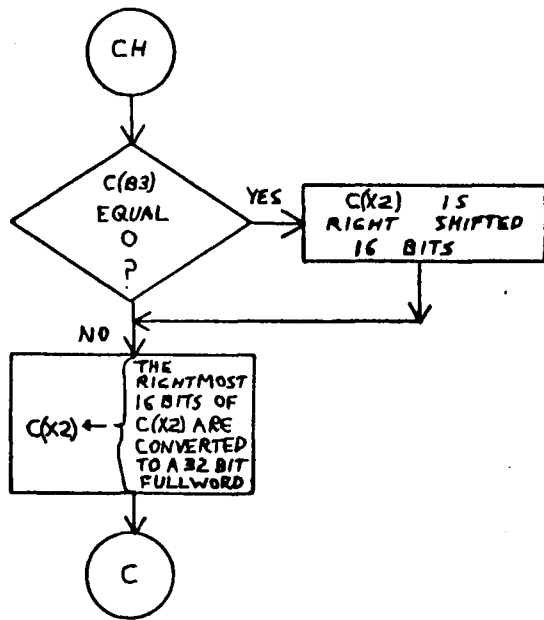 CH
C(B3)
EQUAL
0
?
YES
C(X2) IS
RIGHT SHIFTED
16 BITS
NO
C(X2) ←
THE
RIGHTMOST
16 BITS OF
C(X2) ARE
CONVERTED
TO A 32 BIT
FULLWORD
C